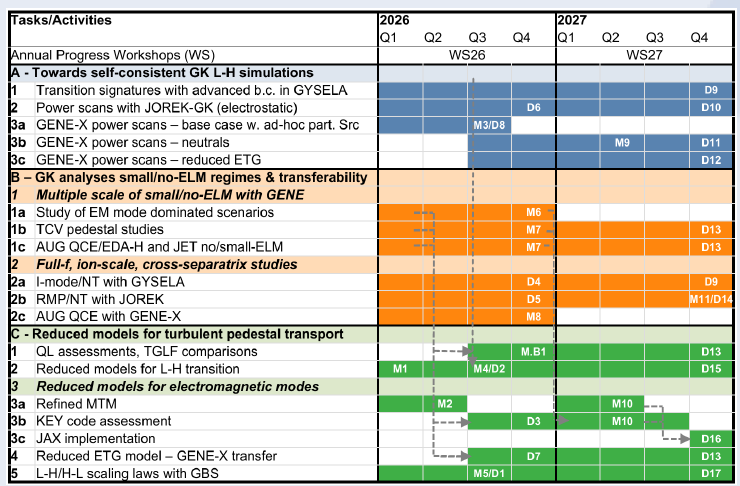 Tasks/Activities 2026 2027
Q1 Q2 Q3 Q4 Q1 Q2 Q3 Q4
Annual Progress Workshops (WS) WS26 WS27
A - Towards self-consistent GK L-H simulations
1 Transition signatures with advanced b.c. in GYSELA D9
2 Power scans with JOREK-GK (electrostatic) D6 D10
3a GENE-X power scans – base case w. ad-hoc part. Src M3/D8
3b GENE-X power scans – neutrals M9 D11
3c GENE-X power scans – reduced ETG D12
B – GK analyses small/no-ELM regimes & transferability
1 Multiple scale of small/no-ELM with GENE
1a Study of EM mode dominated scenarios M6
1b TCV pedestal studies M7 D13
1c AUG QCE/EDA-H and JET no/small-ELM M7 D13
2 Full-f, ion-scale, cross-separatrix studies
2a I-mode/NT with GYSELA D4 D9
2b RMP/NT with JOREK D5 M11/D14
2c AUG QCE with GENE-X M8
C - Reduced models for turbulent pedestal transport
1 QL assessments, TGLF comparisons M.B1 D13
2 Reduced models for L-H transition M1 M4/D2 D15
3 Reduced models for electromagnetic modes
3a Refined MTM M2 M10
3b KEY code assessment D3 M10
3c JAX implementation D16
4 Reduced ETG model – GENE-X transfer D7 D13
5 L-H/H-L scaling laws with GBS M5/D1 D17